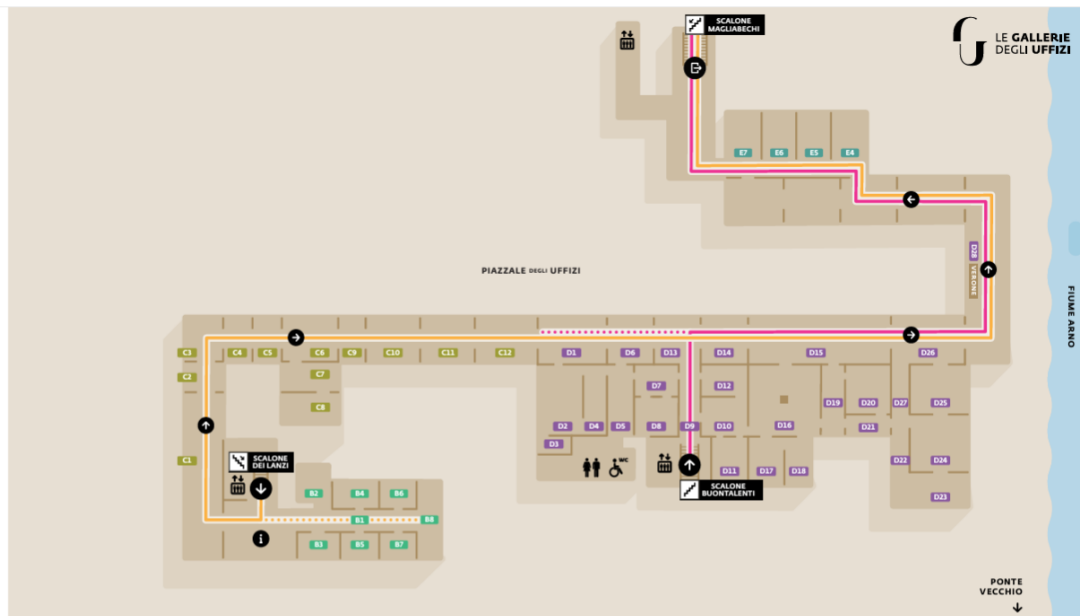 SCALONE
MAGLIABECHI
LE GALLERIE
DEGLI UFFIZI
E7 E6 E5 E4
D28
VERONE
PIAZZALE DEGLI UFFIZI
FIUME ARNO
C3 C4 C5 C6 C9 C10 C11 C12 D1 D6 D13 D14 D15 D26
C2 C7
D7 D12
C8
D19 D20 D27 D25
D2 D4 D5 D8 D9 D10 D16 D21
D3
C1
SCALONE
DEI LANZI
WC
D11 D17 D18
D22 D24
SCALONE
BUONTALENTI
B2 B4 B6
D23
B1 B8
i
B3 B5 B7
PONTE
VECCHIO